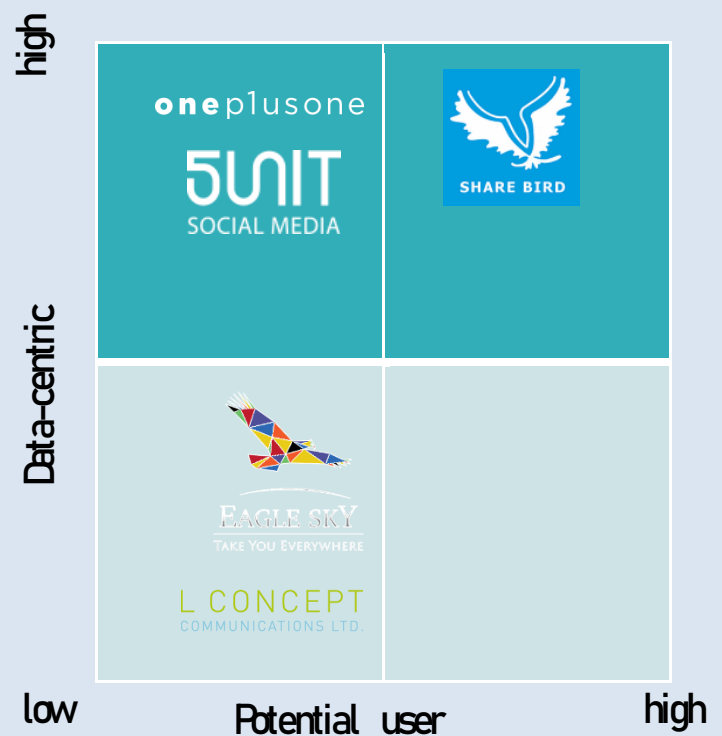 high
oneplusone
5UNIT
SOCIAL MEDIA
SHARE BIRD
Data-centric
EAGLE SKY
TAKE YOU EVERYWHERE
L CONCEPT
COMMUNICATIONS LTD.
low
Potential user
high